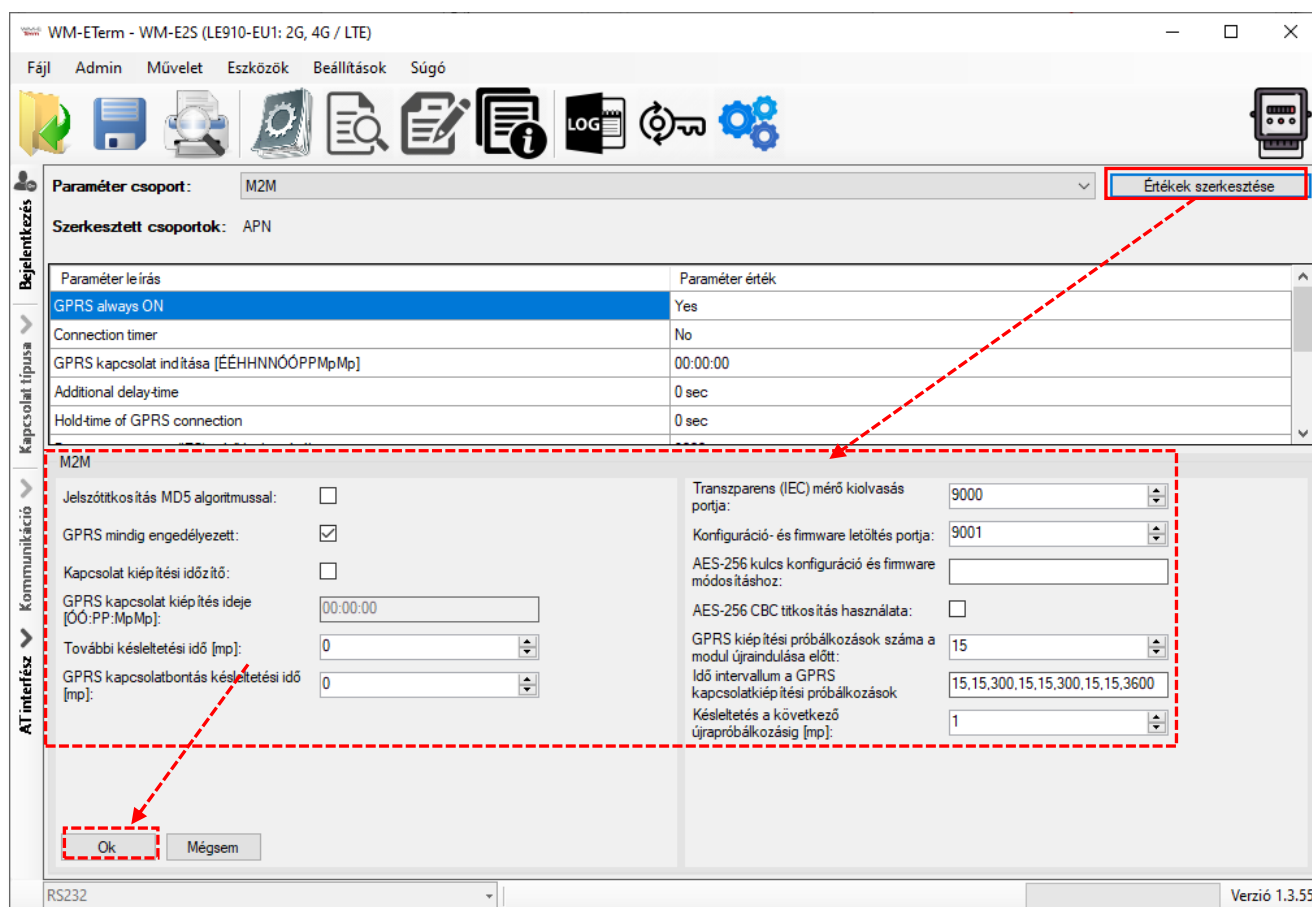 WM-ETerm - WM-E2S (LE910-EU1: 2G, 4G / LTE)
Fájl Admin Művelet Eszközök Beállítások Súgó
LOG
Paraméter csoport: M2M Értékek szerkesztése
Szerkesztett csoportok: APN
Bejelentkezés
Kapcsolat típusa
Kommunikáció
AT interfész
Paraméter leírás Paraméter érték
GPRS always ON Yes
Connection timer No
GPRS kapcsolat indítása [ÉÉHHNNÓÓPPMpMp] 00:00:00
Additional delay-time 0 sec
Hold-time of GPRS connection 0 sec
M2M
Jelszótitkosítás MD5 algoritmussal:
GPRS mindig engedélyezett:
Kapcsolat kiépítési időzítő:
GPRS kapcsolat kiépítés ideje
[ÓÓ:PP:MpMp]: 00:00:00
További késleltetési idő [mp]: 0
GPRS kapcsolatbontás késleltetési idő
[mp]: 0
Transzparens (IEC) mérő kiolvasás
portja: 9000
Konfiguráció- és firmware letöltés portja: 9001
AES-256 kulcs konfiguráció és firmware
módosításhoz:
AES-256 CBC titkosítás használata:
GPRS kiépítési próbálkozások száma a
modul újraindulása előtt: 15
Idő intervallum a GPRS
kapcsolatkiépítési próbálkozások 15,15,300,15,15,300,15,15,3600
Késleltetés a következő
újrapróbálkozásig [mp]: 1
Ok Mégsem
RS232 Verzió 1.3.55